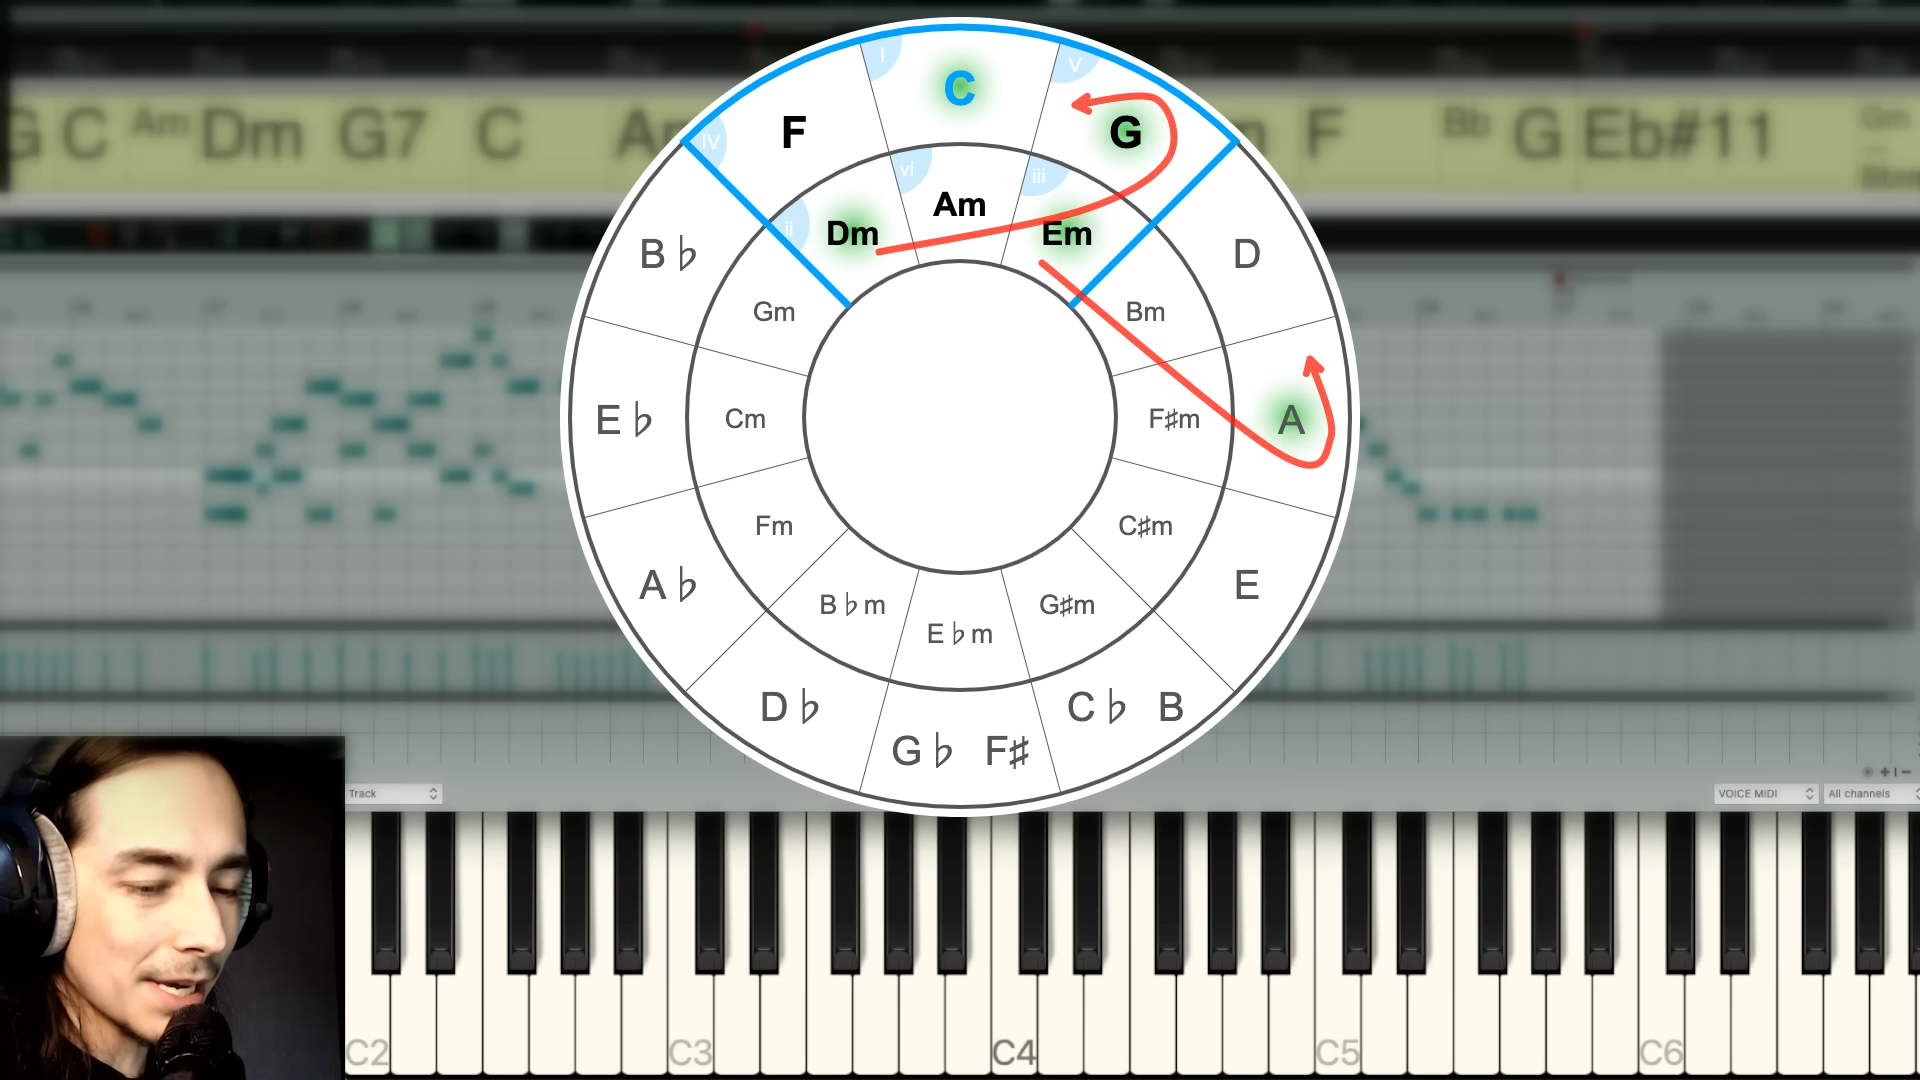 G C Am Dm G7 C
F Bb G Eb#11 Gm
I
C
V
IV
F
G
vi
iii
ii
Dm
Am
Em
B♭
D
Gm
Bm
E♭
Cm
F♯m
A
Fm
C♯m
A♭
E
B♭m
G♯m
E♭m
D♭
C♭ B
G♭ F♯
Track
VOICE MIDI
All channels
C2 C3 C4 C5 C6